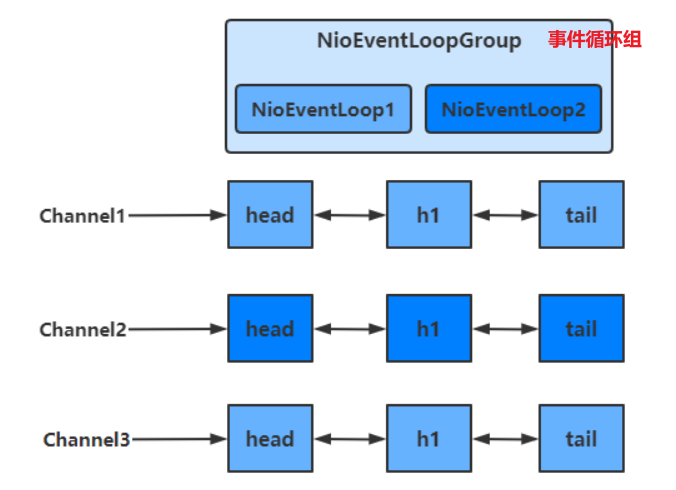 NioEventLoopGroup 事件循环组
NioEventLoop1 NioEventLoop2
Channel1 head h1 tail
Channel2 head h1 tail
Channel3 head h1 tail